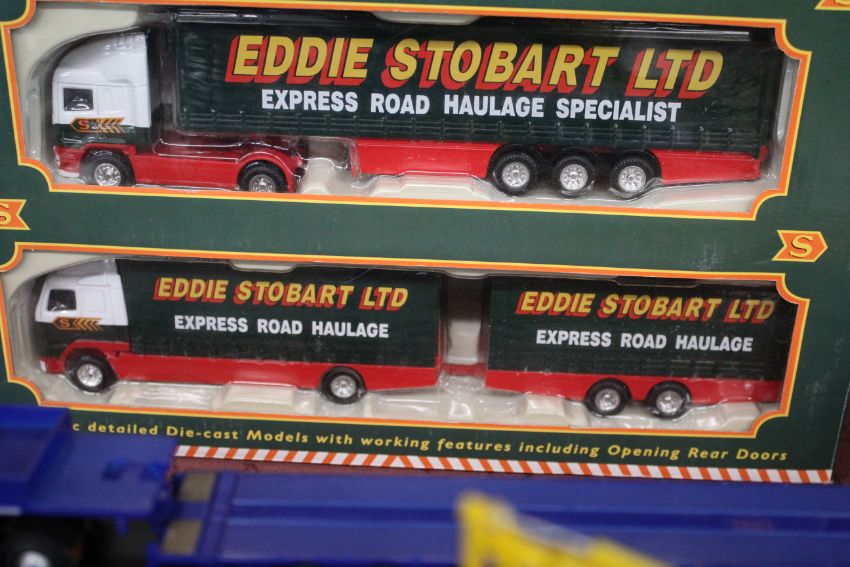 EDDIE STOBART LTD
EXPRESS ROAD HAULAGE SPECIALIST
S
S
S
EDDIE STOBART LTD
EXPRESS ROAD HAULAGE
S
EDDIE STOBART LTD
EXPRESS ROAD HAULAGE
c detailed Die-cast Models with working features including Opening Rear Doors